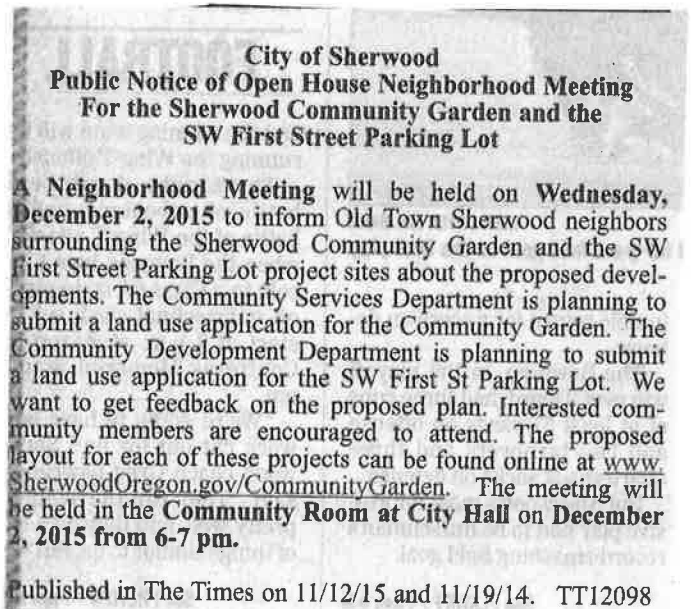 City of Sherwood
Public Notice of Open House Neighborhood Meeting
For the Sherwood Community Garden and the
SW First Street Parking Lot
A Neighborhood Meeting will be held on Wednesday,
December 2, 2015 to inform Old Town Sherwood neighbors
surrounding the Sherwood Community Garden and the SW
First Street Parking Lot project sites about the proposed devel-
opments. The Community Services Department is planning to
submit a land use application for the Community Garden. The
Community Development Department is planning to submit
a land use application for the SW First St Parking Lot. We
want to get feedback on the proposed plan. Interested com-
munity members are encouraged to attend. The proposed
layout for each of these projects can be found online at www.
SherwoodOregon.gov/CommunityGarden. The meeting will
be held in the Community Room at City Hall on December
2, 2015 from 6-7 pm.
Published in The Times on 11/12/15 and 11/19/14. TT12098